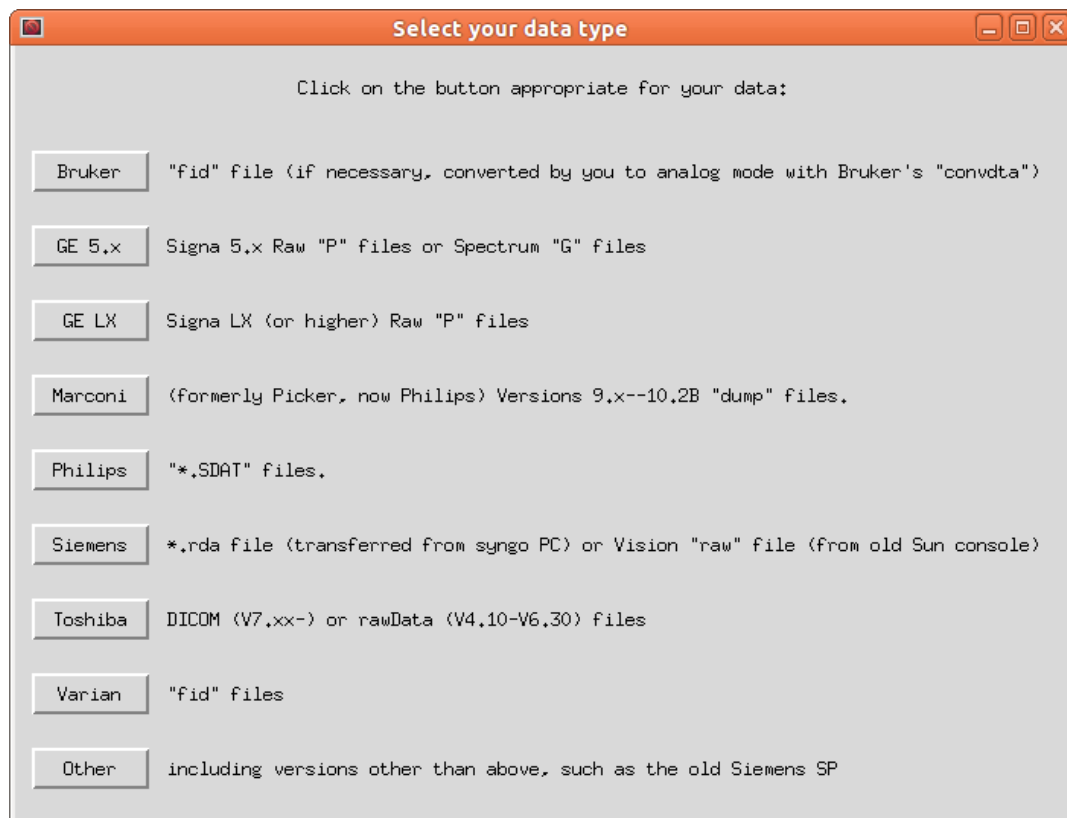 Select your data type
Click on the button appropriate for your data:
Bruker "fid" file (if necessary, converted by you to analog mode with Bruker's "convdta")
GE 5.x Signa 5.x Raw "P" files or Spectrum "G" files
GE LX Signa LX (or higher) Raw "P" files
Marconi (formerly Picker, now Philips) Versions 9.x--10.2B "dump" files.
Philips "*.SDAT" files.
Siemens *.rda file (transferred from syngo PC) or Vision "raw" file (from old Sun console)
Toshiba DICOM (V7.xx-) or rawData (V4.10-V6.30) files
Varian "fid" files
Other including versions other than above, such as the old Siemens SP